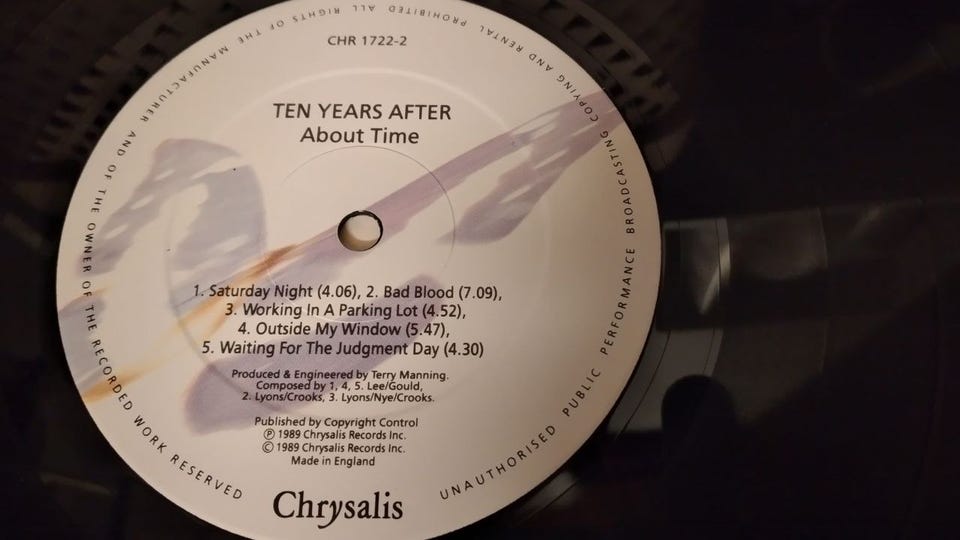 CHR 1722-2
TEN YEARS AFTER
About Time
1. Saturday Night (4.06), 2. Bad Blood (7.09),
3. Working In A Parking Lot (4.52),
4. Outside My Window (5.47),
5. Waiting For The Judgment Day (4.30)
Produced & Engineered by Terry Manning.
Composed by 1, 4, 5. Lee/Gould,
2. Lyons/Crooks, 3. Lyons/Nye/Crooks.
Published by Copyright Control
℗ 1989 Chrysalis Records Inc.
© 1989 Chrysalis Records Inc.
Made in England
Chrysalis
UNAUTHORISED PUBLIC PERFORMANCE BROADCASTING COPYING AND RENTAL PROHIBITED ALL RIGHTS OF THE MANUFACTURER AND OF THE OWNER OF THE RECORDED WORK RESERVED